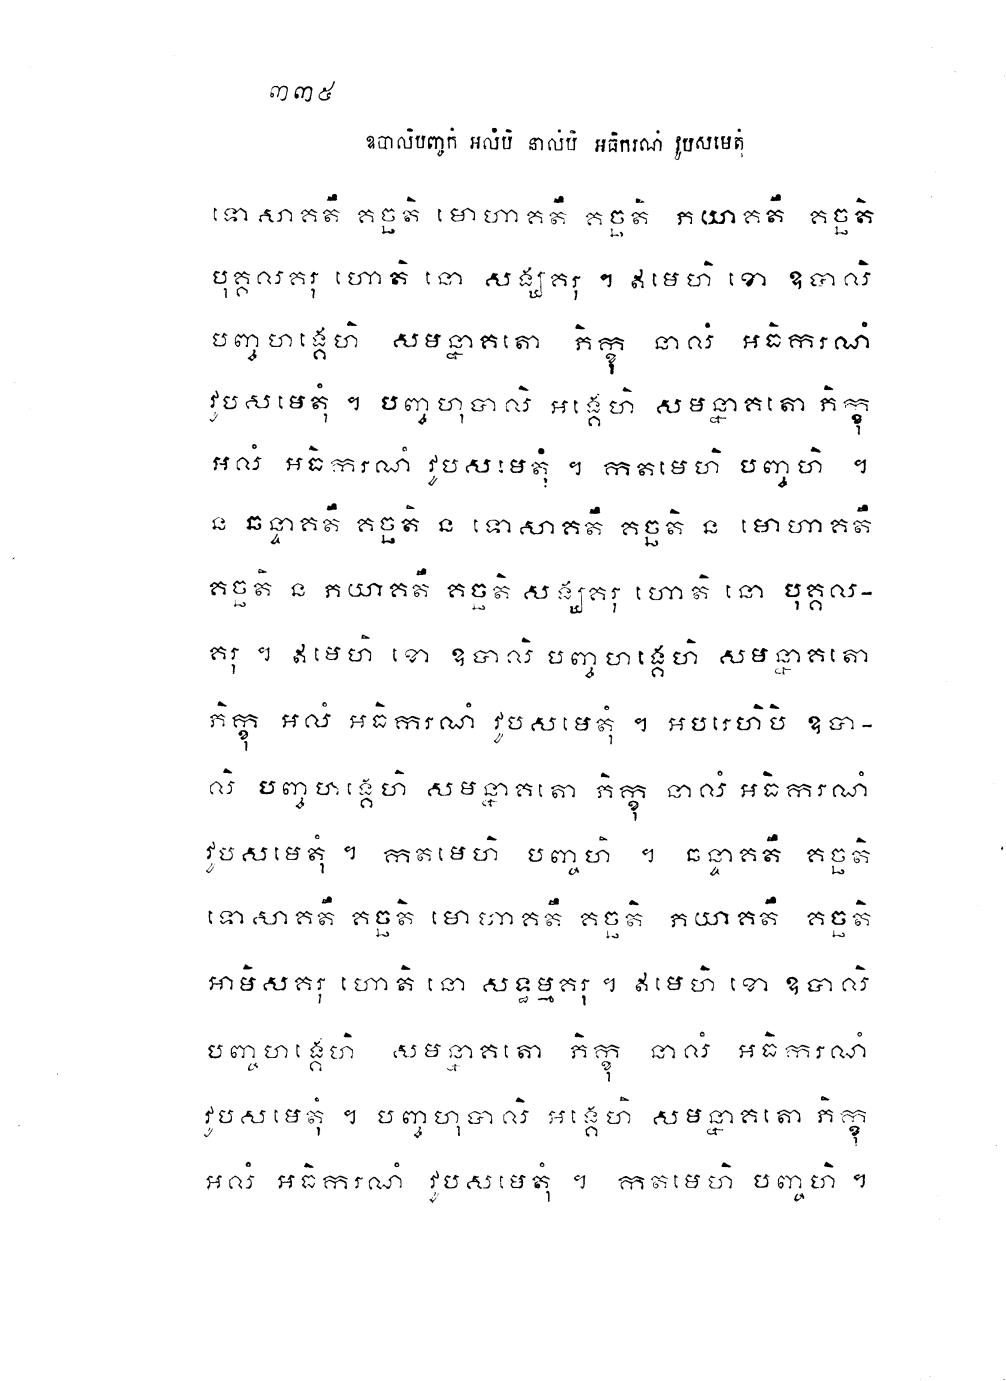 ៣៣៥
ឧបាលិបញ្ចកំ អលំបិ នាលំបិ អធិករណំ វូបសមេតុំ
ទោសាគតឹ គច្ឆតិ មោហាគតឹ គច្ឆតិ ភយាគតឹ គច្ឆតិ
បុគ្គលគរុ ហោតិ នោ សង្ឃគរុ ។ ឥមេហិ ខោ ឧបាលិ
បញ្ចហង្គេហិ សមន្នាគតោ ភិក្ខុ នាលំ អធិករណំ
វូបសមេតុំ ។ បញ្ចហុបាលិ អង្គេហិ សមន្នាគតោ ភិក្ខុ
អលំ អធិករណំ វូបសមេតុំ ។ កតមេហិ បញ្ចហិ ។
ន ឆន្ទាគតឹ គច្ឆតិ ន ទោសាគតឹ គច្ឆតិ ន មោហាគតឹ
គច្ឆតិ ន ភយាគតឹ គច្ឆតិ សង្ឃគរុ ហោតិ នោ បុគ្គល-
គរុ ។ ឥមេហិ ខោ ឧបាលិ បញ្ចហង្គេហិ សមន្នាគតោ
ភិក្ខុ អលំ អធិករណំ វូបសមេតុំ ។ អបរេហិបិ ឧបា-
លិ បញ្ចហង្គេហិ សមន្នាគតោ ភិក្ខុ នាលំ អធិករណំ
វូបសមេតុំ ។ កតមេហិ បញ្ចហិ ។ ឆន្ទាគតឹ គច្ឆតិ
ទោសាគតឹ គច្ឆតិ មោហាគតឹ គច្ឆតិ ភយាគតឹ គច្ឆតិ
អាមិសគរុ ហោតិ នោ សទ្ធម្មគរុ ។ ឥមេហិ ខោ ឧបាលិ
បញ្ចហង្គេហិ សមន្នាគតោ ភិក្ខុ នាលំ អធិករណំ
វូបសមេតុំ ។ បញ្ចហុបាលិ អង្គេហិ សមន្នាគតោ ភិក្ខុ
អលំ អធិករណំ វូបសមេតុំ ។ កតមេហិ បញ្ចហិ ។